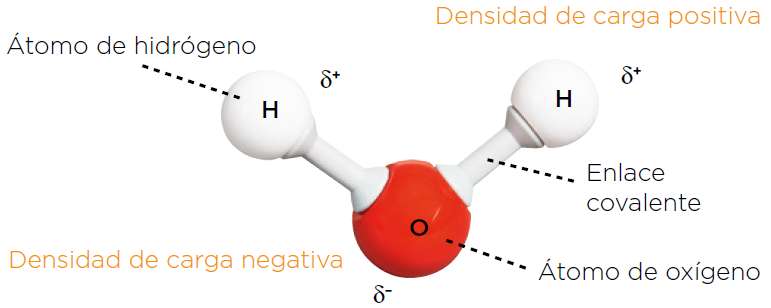 Densidad de carga positiva
Átomo de hidrógeno
δ+
δ+
H
H
Enlace
covalente
O
Densidad de carga negativa
Átomo de oxígeno
δ-